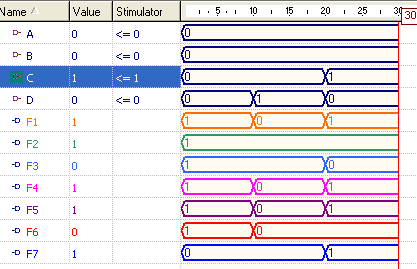 Name Value Stimulator 5 10 15 20 25 30
30
A 0 <= 0 0
B 0 <= 0 0
C 1 <= 1 0 1
D 0 <= 0 0 1 0
F1 1 1 0 1
F2 1 1
F3 0 1 0
F4 1 1 0 1
F5 1 1 0 1
F6 0 1 0
F7 1 0 1